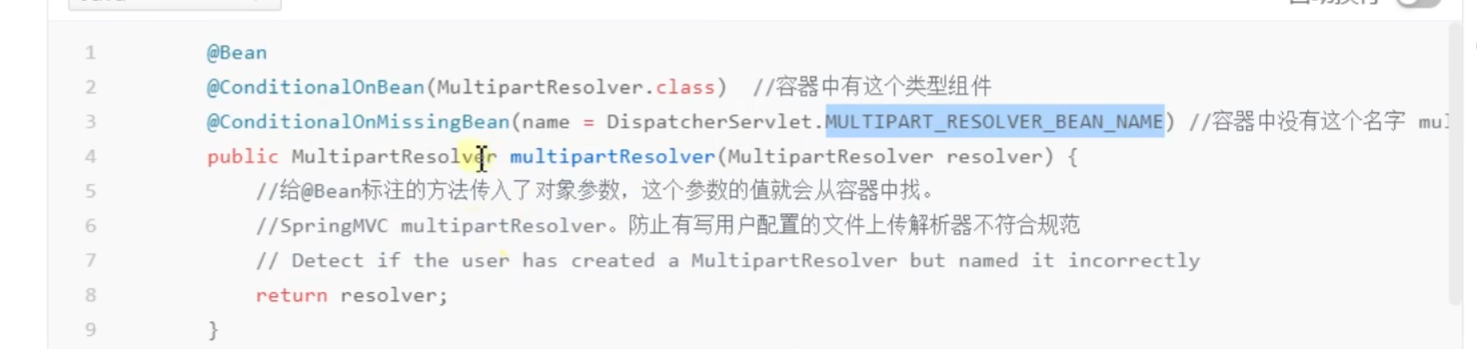 1 @Bean
2 @ConditionalOnBean(MultipartResolver.class) //容器中有这个类型组件
3 @ConditionalOnMissingBean(name = DispatcherServlet.MULTIPART_RESOLVER_BEAN_NAME) //容器中没有这个名字 mul
4 public MultipartResolver multipartResolver(MultipartResolver resolver) {
5 //给@Bean标注的方法传入了对象参数，这个参数的值就会从容器中找。
6 //SpringMVC multipartResolver。防止有写用户配置的文件上传解析器不符合规范
7 // Detect if the user has created a MultipartResolver but named it incorrectly
8 return resolver;
9 }